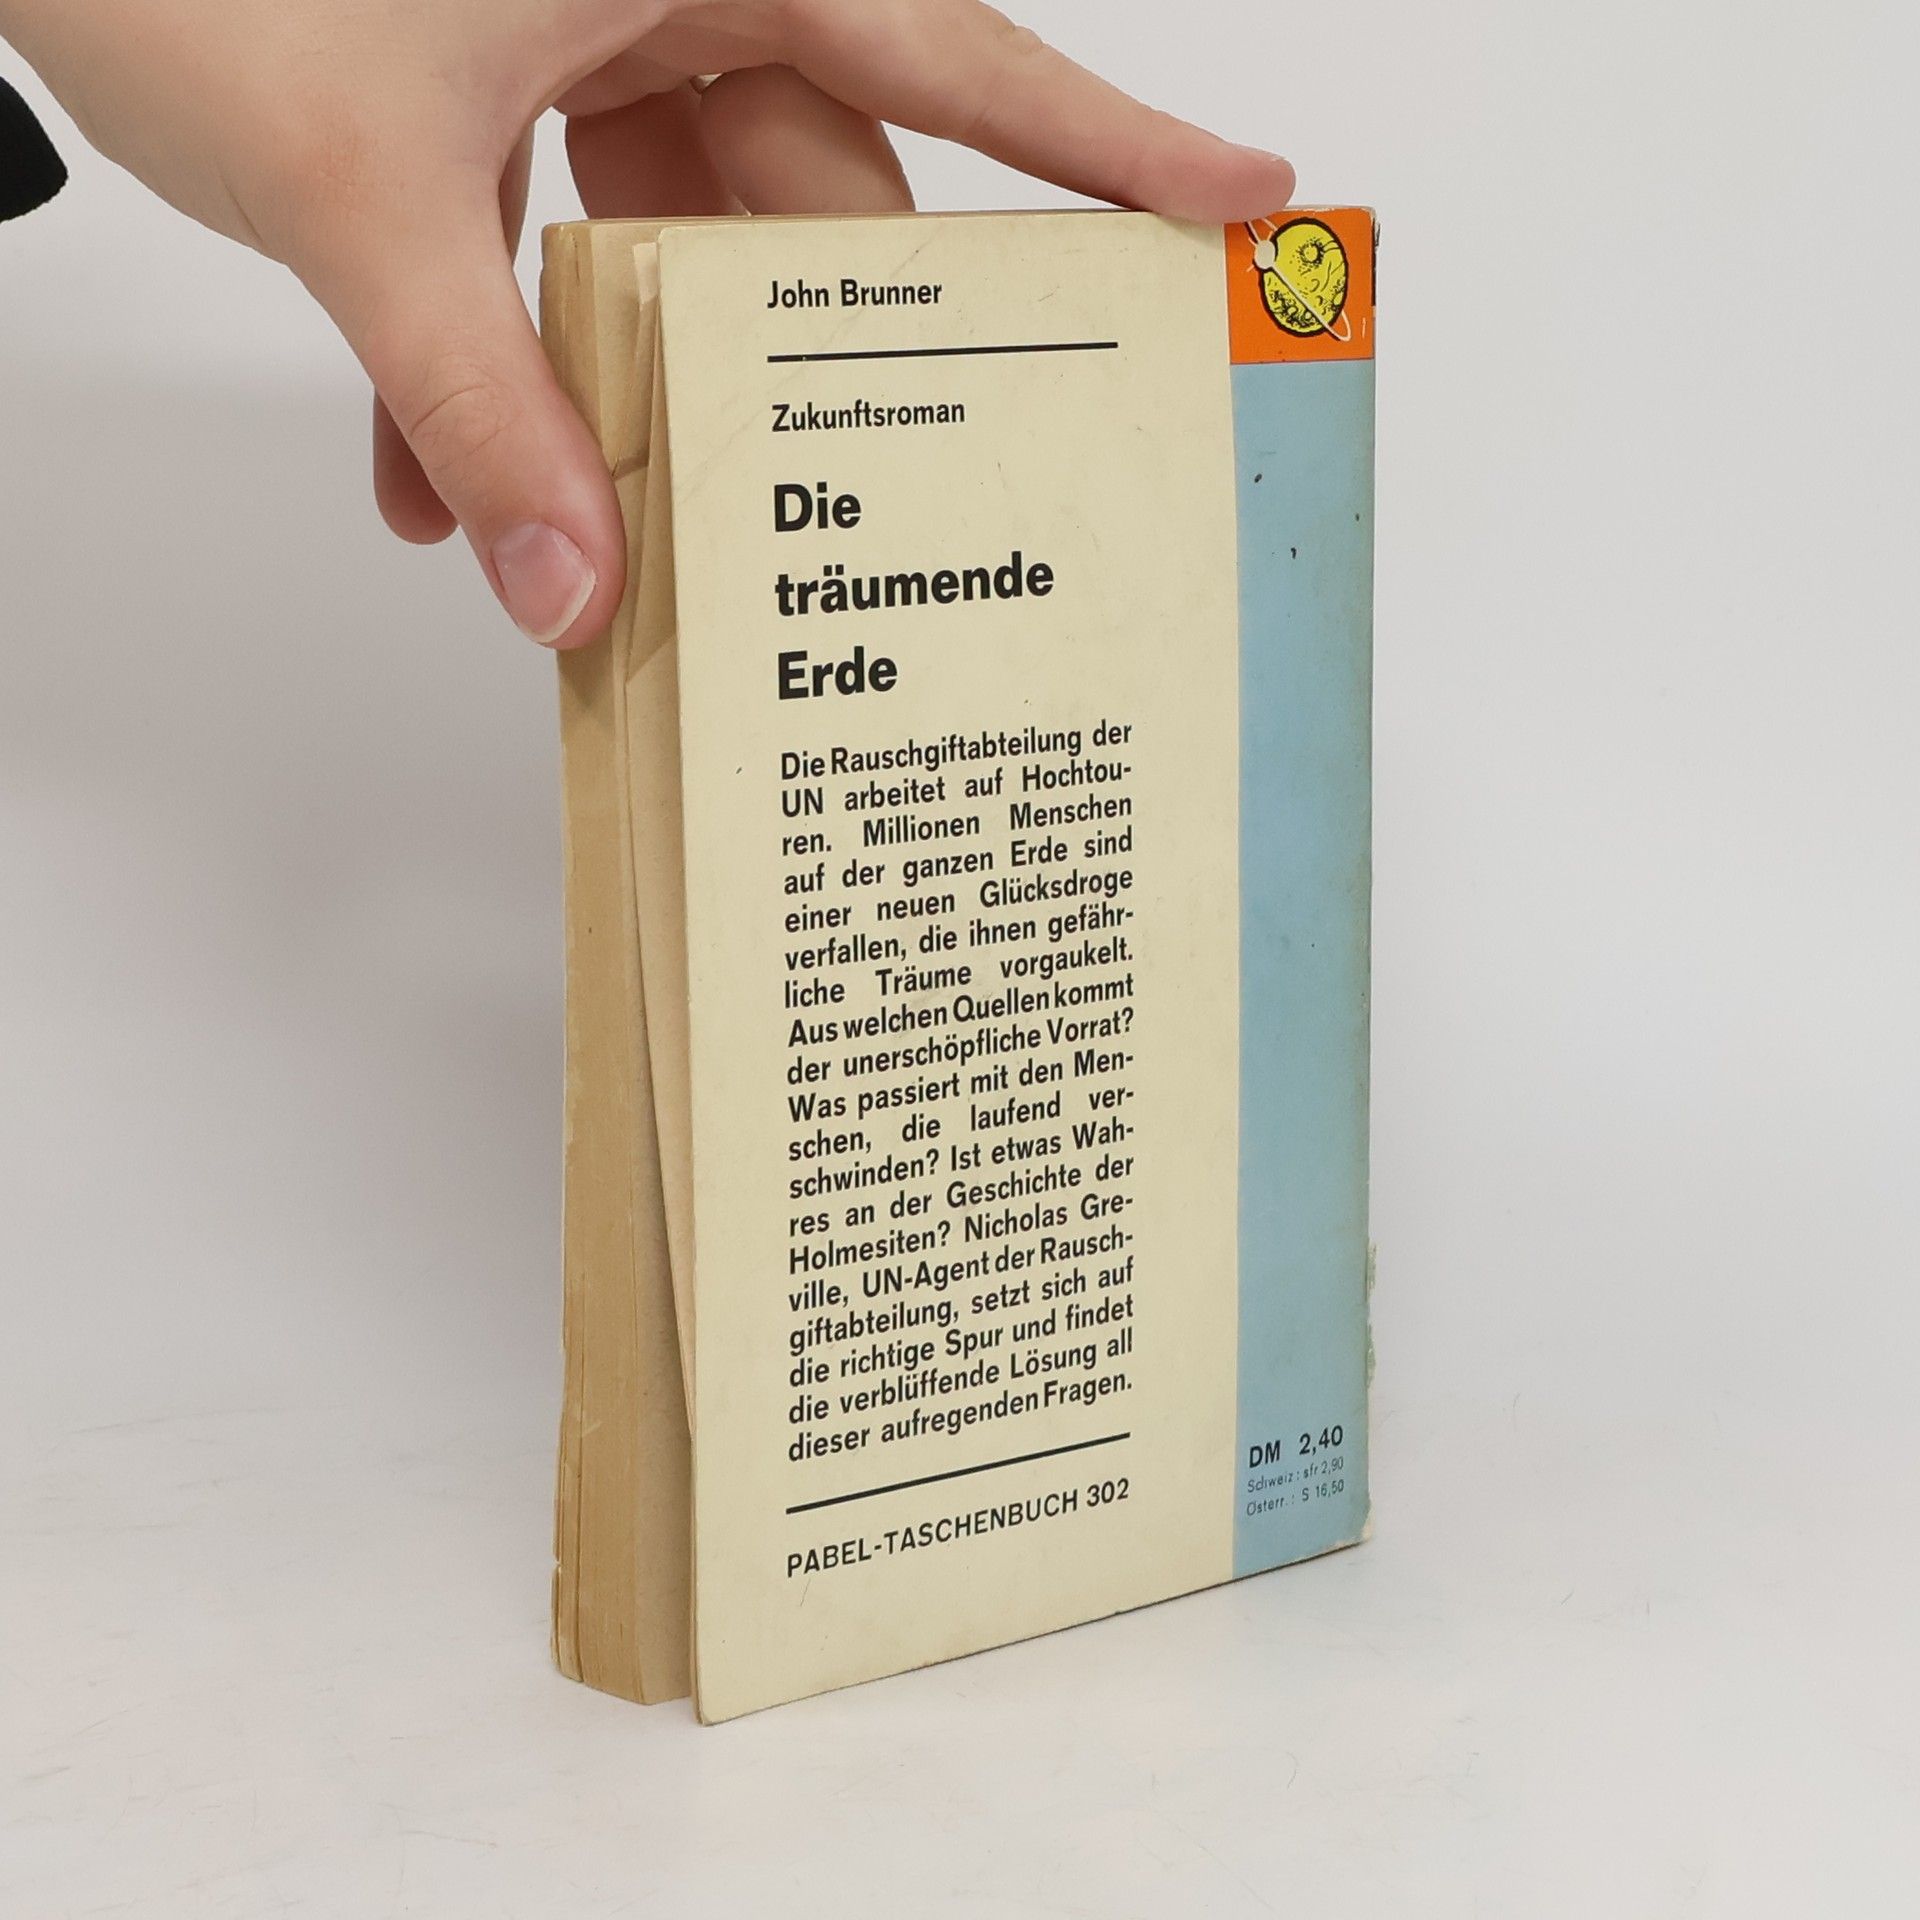 John Brunner
Zukunftsroman
Die
träumende
Erde
Die Rauschgiftabteilung der
UN arbeitet auf Hochtou-
ren. Millionen Menschen
auf der ganzen Erde sind
einer neuen Glücksdroge
verfallen, die ihnen gefähr-
liche Träume vorgaukelt.
Aus welchen Quellen kommt
der unerschöpfliche Vorrat?
Was passiert mit den Men-
schen, die laufend ver-
schwinden? Ist etwas Wah-
res an der Geschichte der
Holmesiten? Nicholas Gre-
ville, UN-Agent der Rausch-
giftabteilung, setzt sich auf
die richtige Spur und findet
die verblüffende Lösung all
dieser aufregenden Fragen.
PABEL-TASCHENBUCH 302
DM 2,40
Schweiz: sfr 2,90
Österr.: S 16,50